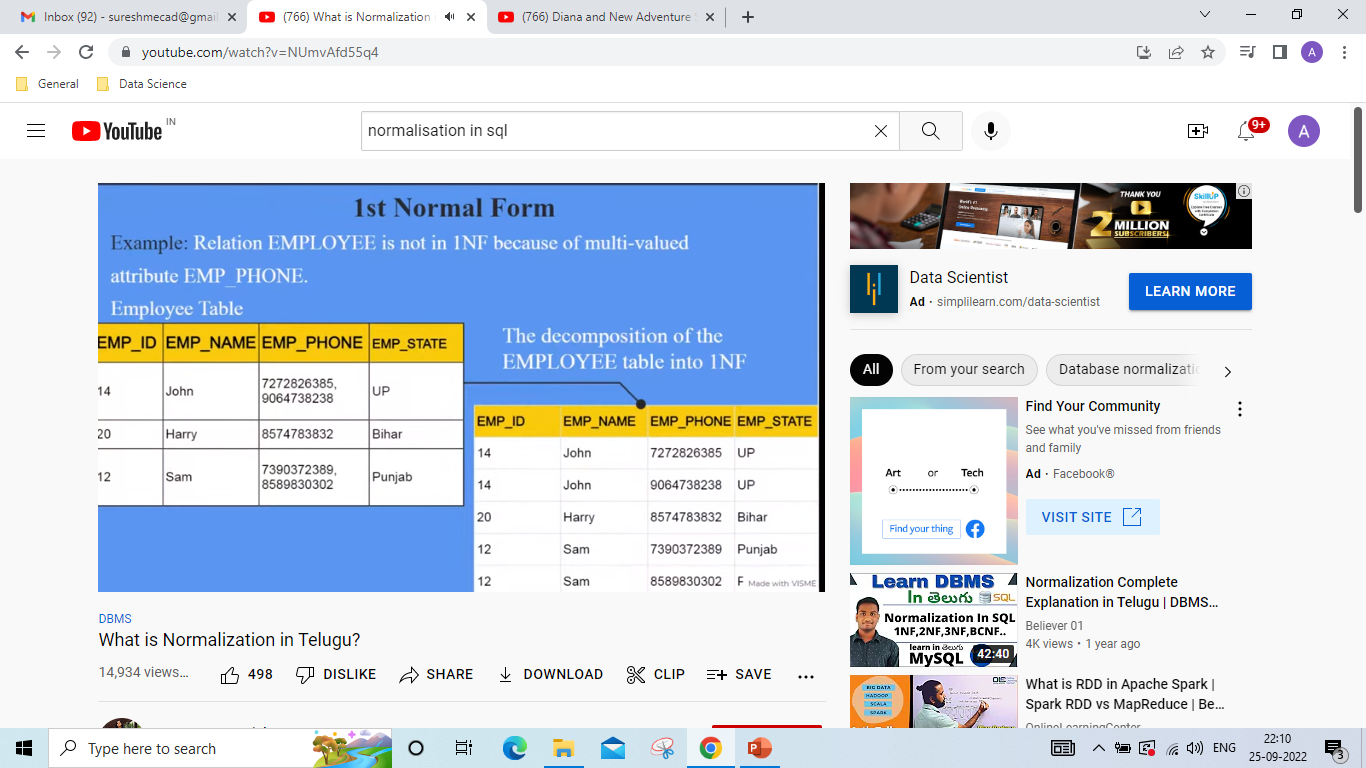 Inbox (92) - sureshmecad@gmai
(766) What is Normalization
(766) Diana and New Adventure
youtube.com/watch?v=NUmvAfd55q4
A
General
Data Science
YouTube IN
normalisation in sql
9+
A
1st Normal Form
Example: Relation EMPLOYEE is not in 1NF because of multi-valued
attribute EMP_PHONE.
Employee Table
EMP_ID EMP_NAME EMP_PHONE EMP_STATE
14 John 7272826385, 9064738238 UP
20 Harry 8574783832 Bihar
12 Sam 7390372389, 8589830302 Punjab
The decomposition of the
EMPLOYEE table into 1NF
EMP_ID EMP_NAME EMP_PHONE EMP_STATE
14 John 7272826385 UP
14 John 9064738238 UP
20 Harry 8574783832 Bihar
12 Sam 7390372389 Punjab
12 Sam 8589830302 F
Made with VISME
DBMS
What is Normalization in Telugu?
14,934 views...
498
DISLIKE
SHARE
DOWNLOAD
CLIP
SAVE
THANK YOU
2 MILLION
SUBSCRIBERS
SkillUP
Data Scientist
Ad · simplilearn.com/data-scientist
LEARN MORE
All
From your search
Database normalizatic
Art or Tech
Find your thing
Find Your Community
See what you've missed from friends
and family
Ad · Facebook®
VISIT SITE
Learn DBMS
In తెలుగు SQL
Normalization In SQL
1NF,2NF,3NF,BCNF..
learn in తెలుగు
MySQL
42:40
Normalization Complete
Explanation in Telugu | DBMS...
Believer 01
4K views · 1 year ago
BIG DATA
HADOOP
SCALA
SPARK
What is RDD in Apache Spark |
Spark RDD vs MapReduce | Be...
OnlineLearningCenter
Type here to search
ENG
22:10
25-09-2022
3